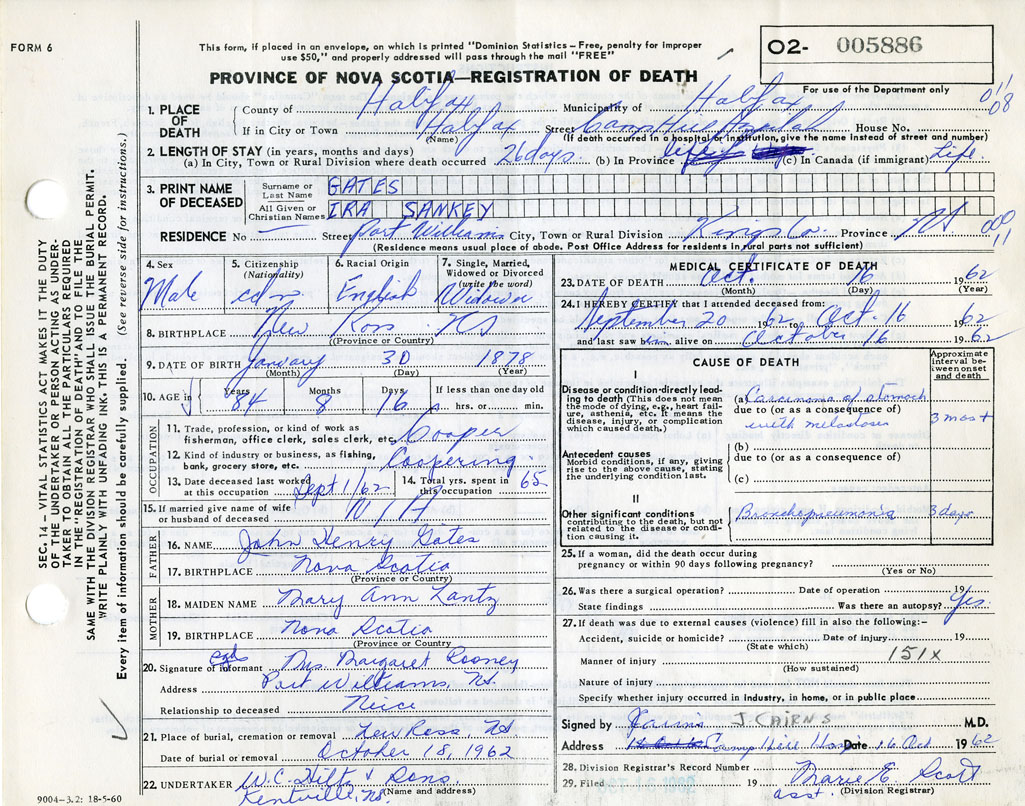 FORM 6
This form, if placed in an envelope, on which is printed "Dominion Statistics – Free, penalty for improper
use $50," and properly addressed will pass through the mail "FREE"
O2- 005886
For use of the Department only
PROVINCE OF NOVA SCOTIA—REGISTRATION OF DEATH
1. PLACE OF DEATH County of Halifax Municipality of Halifax
If in City or Town Halifax Street Camp Hill Hospital House No.
(Name) (If death occurred in a hospital or institution, give the name instead of street and number)
2. LENGTH OF STAY (in years, months and days)
(a) In City, Town or Rural Division where death occurred 26 days (b) In Province life (c) In Canada (if immigrant) Life
3. PRINT NAME OF DECEASED Surname or Last Name GATES
All Given or Christian Names IRA SANKEY
RESIDENCE No — Street Port Williams City, Town or Rural Division Kings Co. Province NS
(Residence means usual place of abode. Post Office Address for residents in rural parts not sufficient)
4. Sex Male
5. Citizenship (Nationality) cdn.
6. Racial Origin English
7. Single, Married, Widowed or Divorced (write the word) Widower
8. BIRTHPLACE New Ross NS
(Province or Country)
9. DATE OF BIRTH January 30 1878
(Month) (Day) (Year)
10. AGE in Years 84 Months 8 Days 16 If less than one day old
hrs. or min.
OCCUPATION
11. Trade, profession, or kind of work as
fisherman, office clerk, sales clerk, etc. Cooper
12. Kind of industry or business, as fishing,
bank, grocery store, etc. Coopering
13. Date deceased last worked
at this occupation Sept 1/62
14. Total yrs. spent in
this occupation 65
15. If married give name of wife
or husband of deceased N/A
FATHER
16. NAME John Henry Gates
17. BIRTHPLACE Nova Scotia
(Province or Country)
MOTHER
18. MAIDEN NAME Mary Ann Lantz
19. BIRTHPLACE Nova Scotia
(Province or Country)
20. Signature of informant Mrs. Margaret Rooney
Address Port Williams, NS.
Relationship to deceased Neice
21. Place of burial, cremation or removal New Ross, NS
Date of burial or removal October 18, 1962
22. UNDERTAKER W.C. Hiltz & Sons.
Kentville, NS. (Name and address)
9004-3.2: 18-5-60
MEDICAL CERTIFICATE OF DEATH
23. DATE OF DEATH Oct. 16 1962
(Month) (Day) (Year)
24. I HEREBY CERTIFY that I attended deceased from:
September 20 1962 to Oct. 16 1962
and last saw him alive on October 16 1962
CAUSE OF DEATH
Approximate interval between onset and death
I
Disease or condition directly leading to death (This does not
mean the mode of dying, e.g., heart failure, asthenia, etc. It means the
disease, injury, or complication
which caused death.)
(a) Carcinoma of stomach
due to (or as a consequence of)
with metastases 3 mos +
(b)
due to (or as a consequence of)
(c)
Antecedent causes
Morbid conditions, if any, giving
rise to the above cause, stating
the underlying condition last.
II
Other significant conditions
contributing to the death, but not
related to the disease or condition causing it.
Bronchopneumonia 3 days
25. If a woman, did the death occur during
pregnancy or within 90 days following pregnancy?
(Yes or No)
26. Was there a surgical operation? Date of operation 19
State findings Was there an autopsy? Yes
27. If death was due to external causes (violence) fill in also the following:-
Accident, suicide or homicide? Date of injury 19
(State which) 151X
Manner of injury
(How sustained)
Nature of injury
Specify whether injury occurred in industry, in home, or in public place
Signed by J Cairns J CAIRNS M.D.
Address Camp Hill Hosp Date 16 Oct 1962
28. Division Registrar's Record Number
29. Filed 19 Marie E. Scott
asst. (Division Registrar)
SEC. 14 – VITAL STATISTICS ACT MAKES IT THE DUTY
OF THE UNDERTAKER OR PERSON ACTING AS UNDERTAKER TO OBTAIN ALL THE PARTICULARS REQUIRED
IN THE "REGISTRATION OF DEATH" AND TO FILE THE
SAME WITH THE DIVISION REGISTRAR WHO SHALL ISSUE THE BURIAL PERMIT.
WRITE PLAINLY WITH UNFADING INK. THIS IS A PERMANENT RECORD.
Every item of information should be carefully supplied. (See reverse side for instructions.)